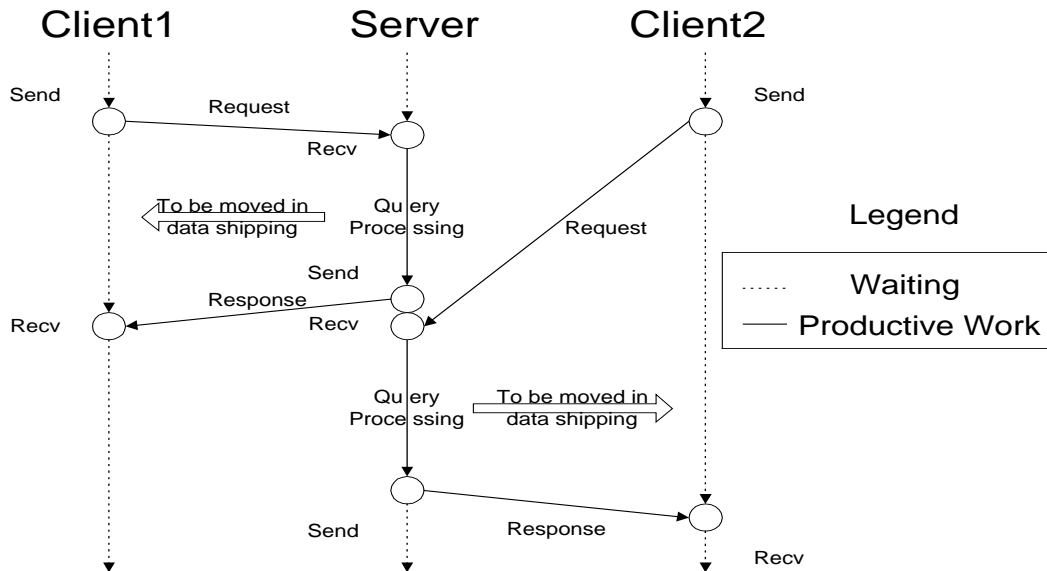 Client1
Server
Client2
Send
Send
Request
Recv
To be moved in
data shipping
Query
Processing
Request
Legend
Send
Waiting
Response
Recv
Recv
Productive Work
Query
Processing
To be moved in
data shipping
Send
Response
Recv